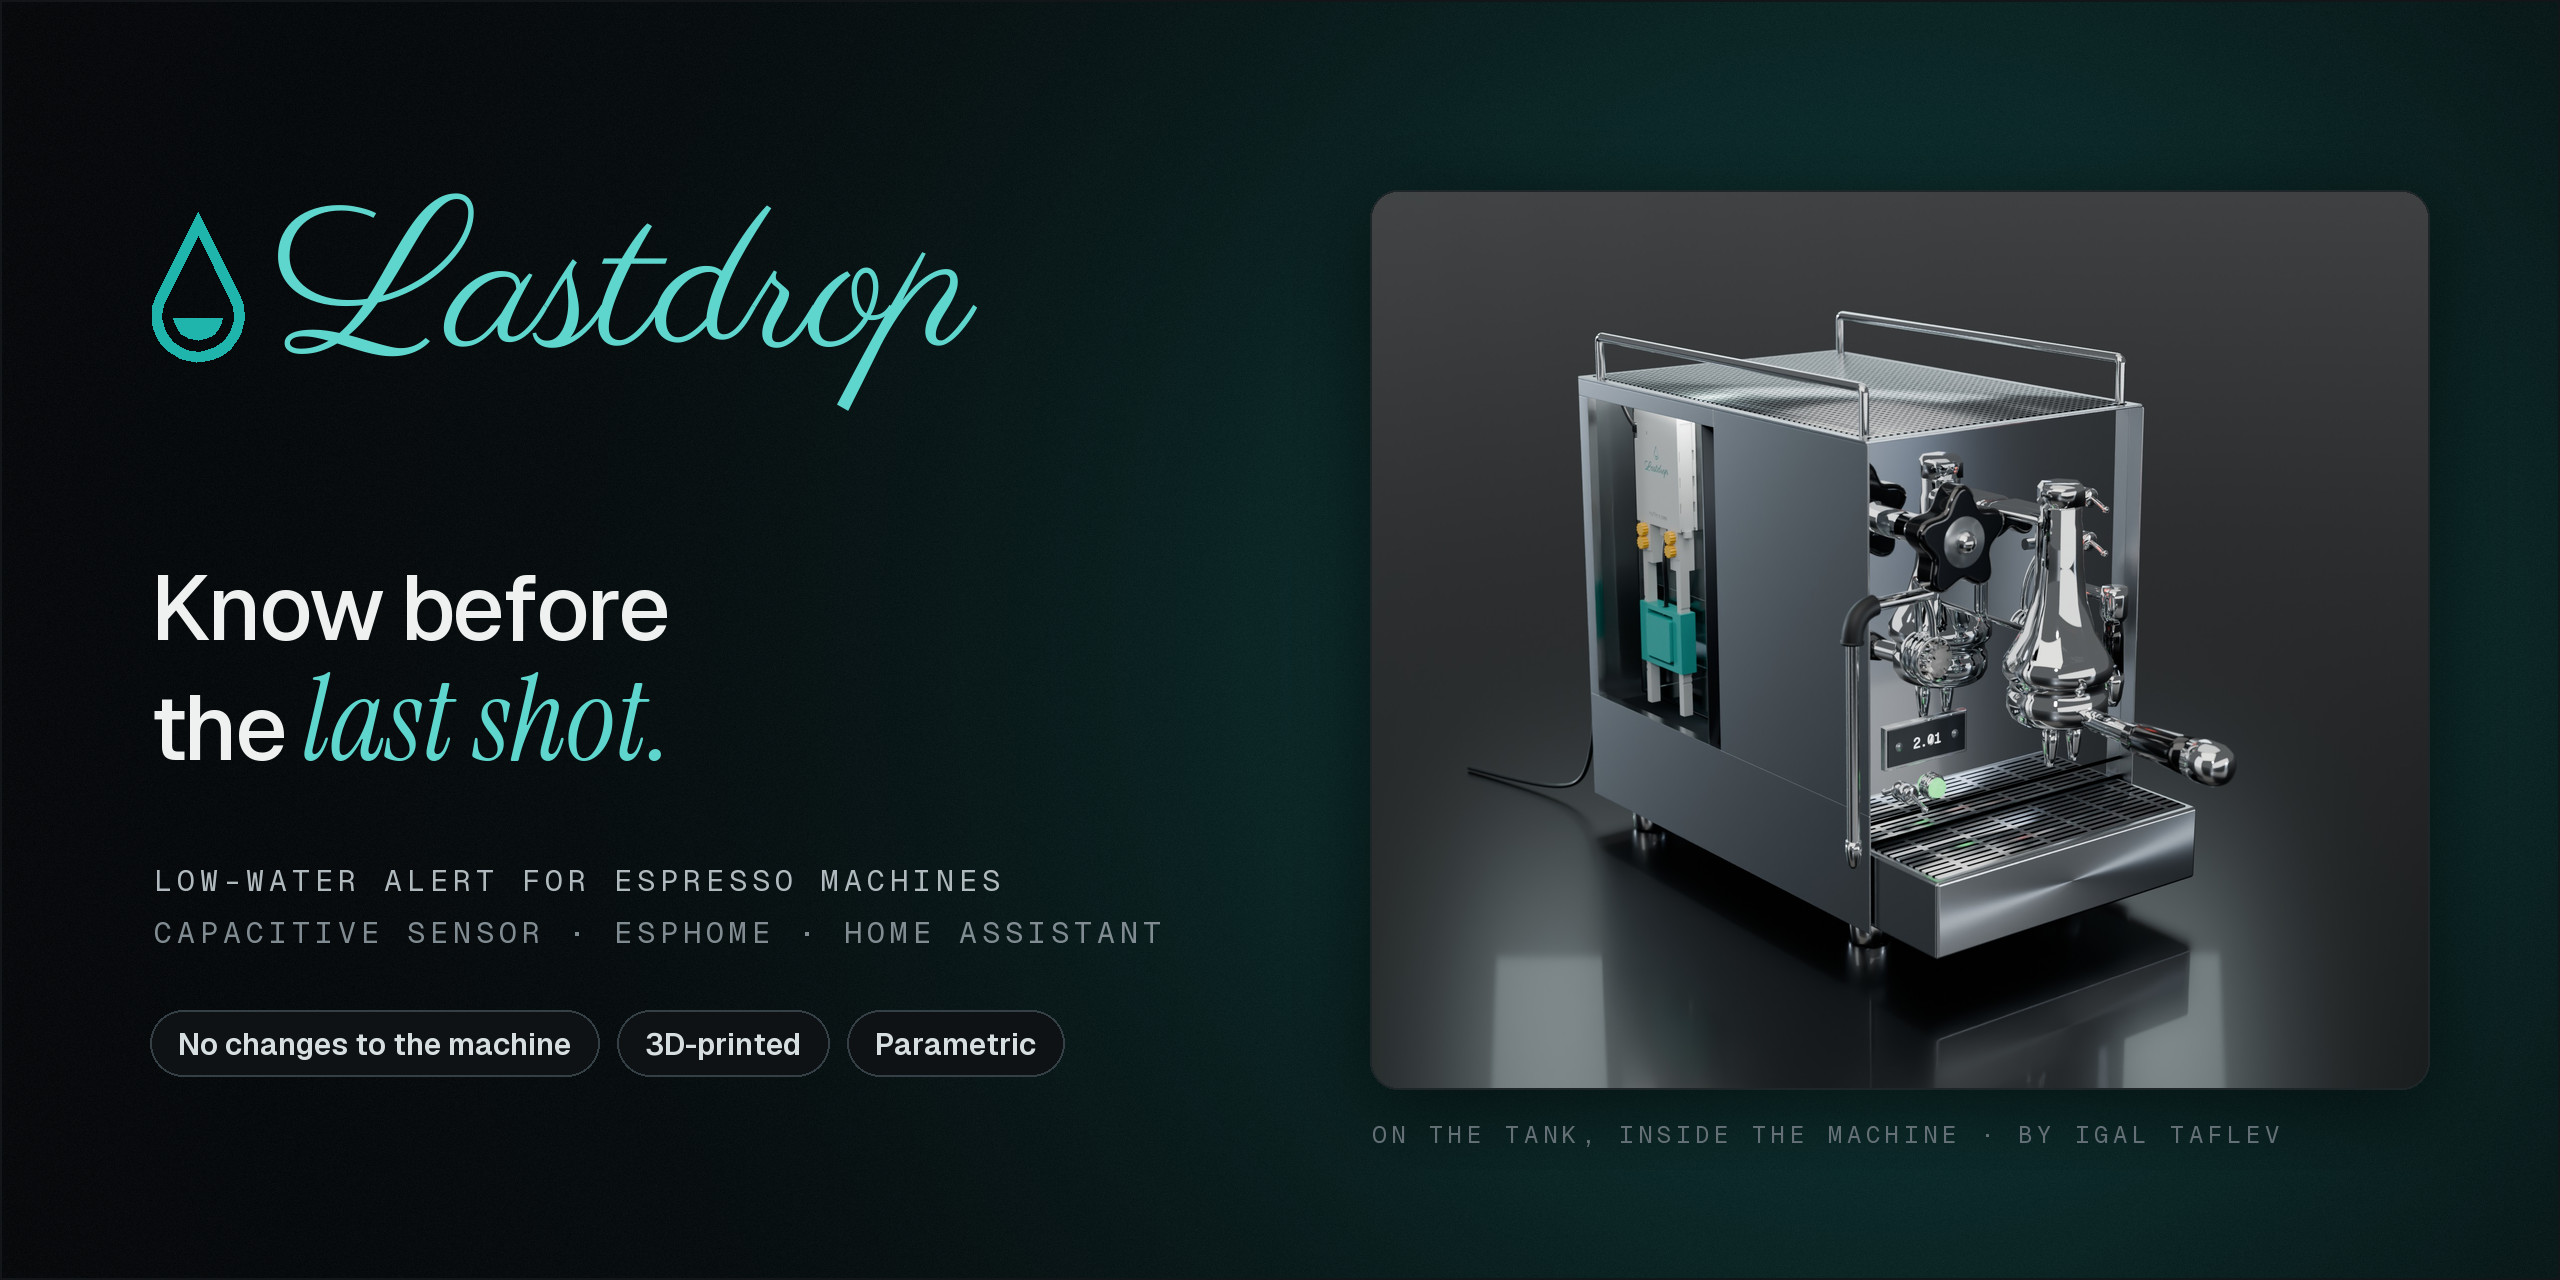 Lastdrop
Know before
the last shot.
LOW-WATER ALERT FOR ESPRESSO MACHINES
CAPACITIVE SENSOR · ESPHOME · HOME ASSISTANT
No changes to the machine
3D-printed
Parametric
Lastdrop
2.01
ON THE TANK, INSIDE THE MACHINE · BY IGAL TAFLEV